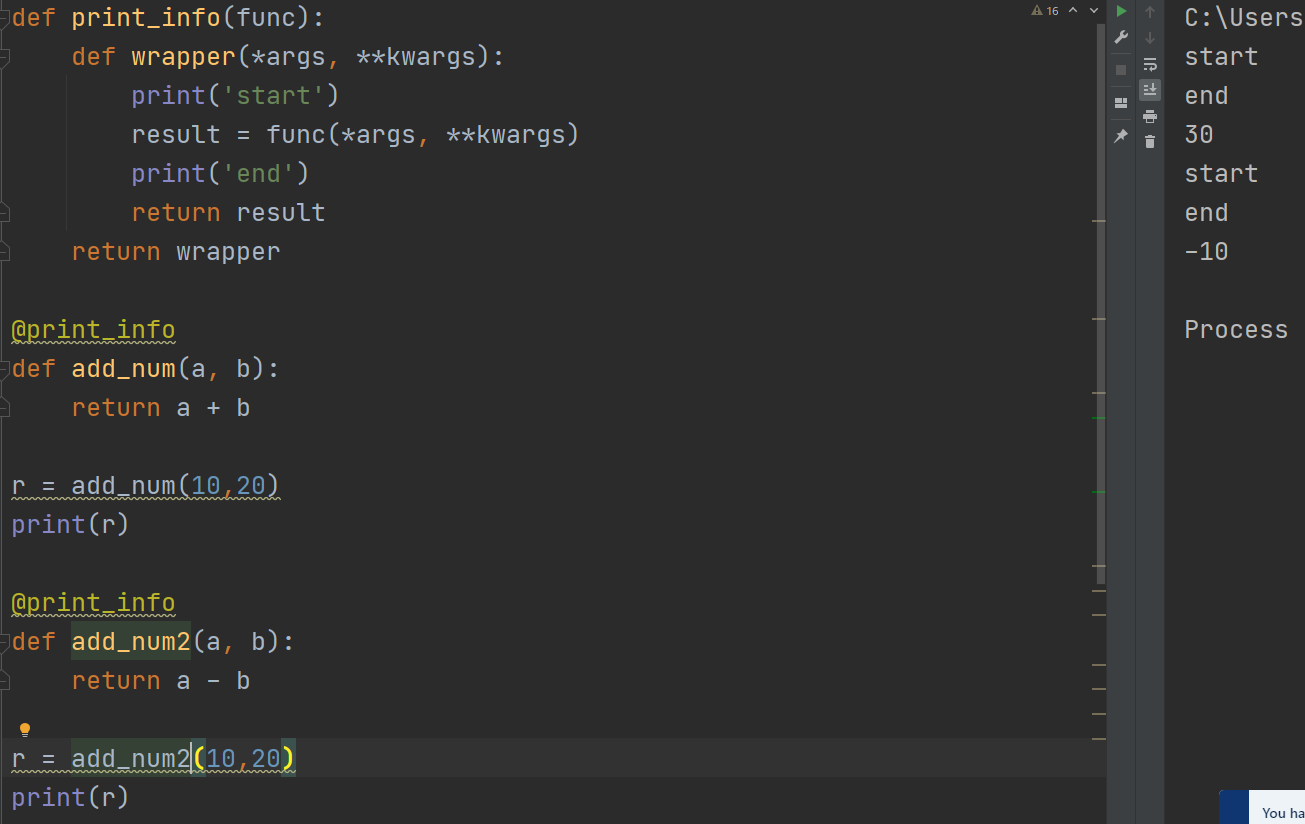 def print_info(func):
    def wrapper(*args, **kwargs):
        print('start')
        result = func(*args, **kwargs)
        print('end')
        return result
    return wrapper

@print_info
def add_num(a, b):
    return a + b

r = add_num(10,20)
print(r)

@print_info
def add_num2(a, b):
    return a - b

r = add_num2(10,20)
print(r)
16
C:\Users
start
end
30
start
end
-10

Process
You ha